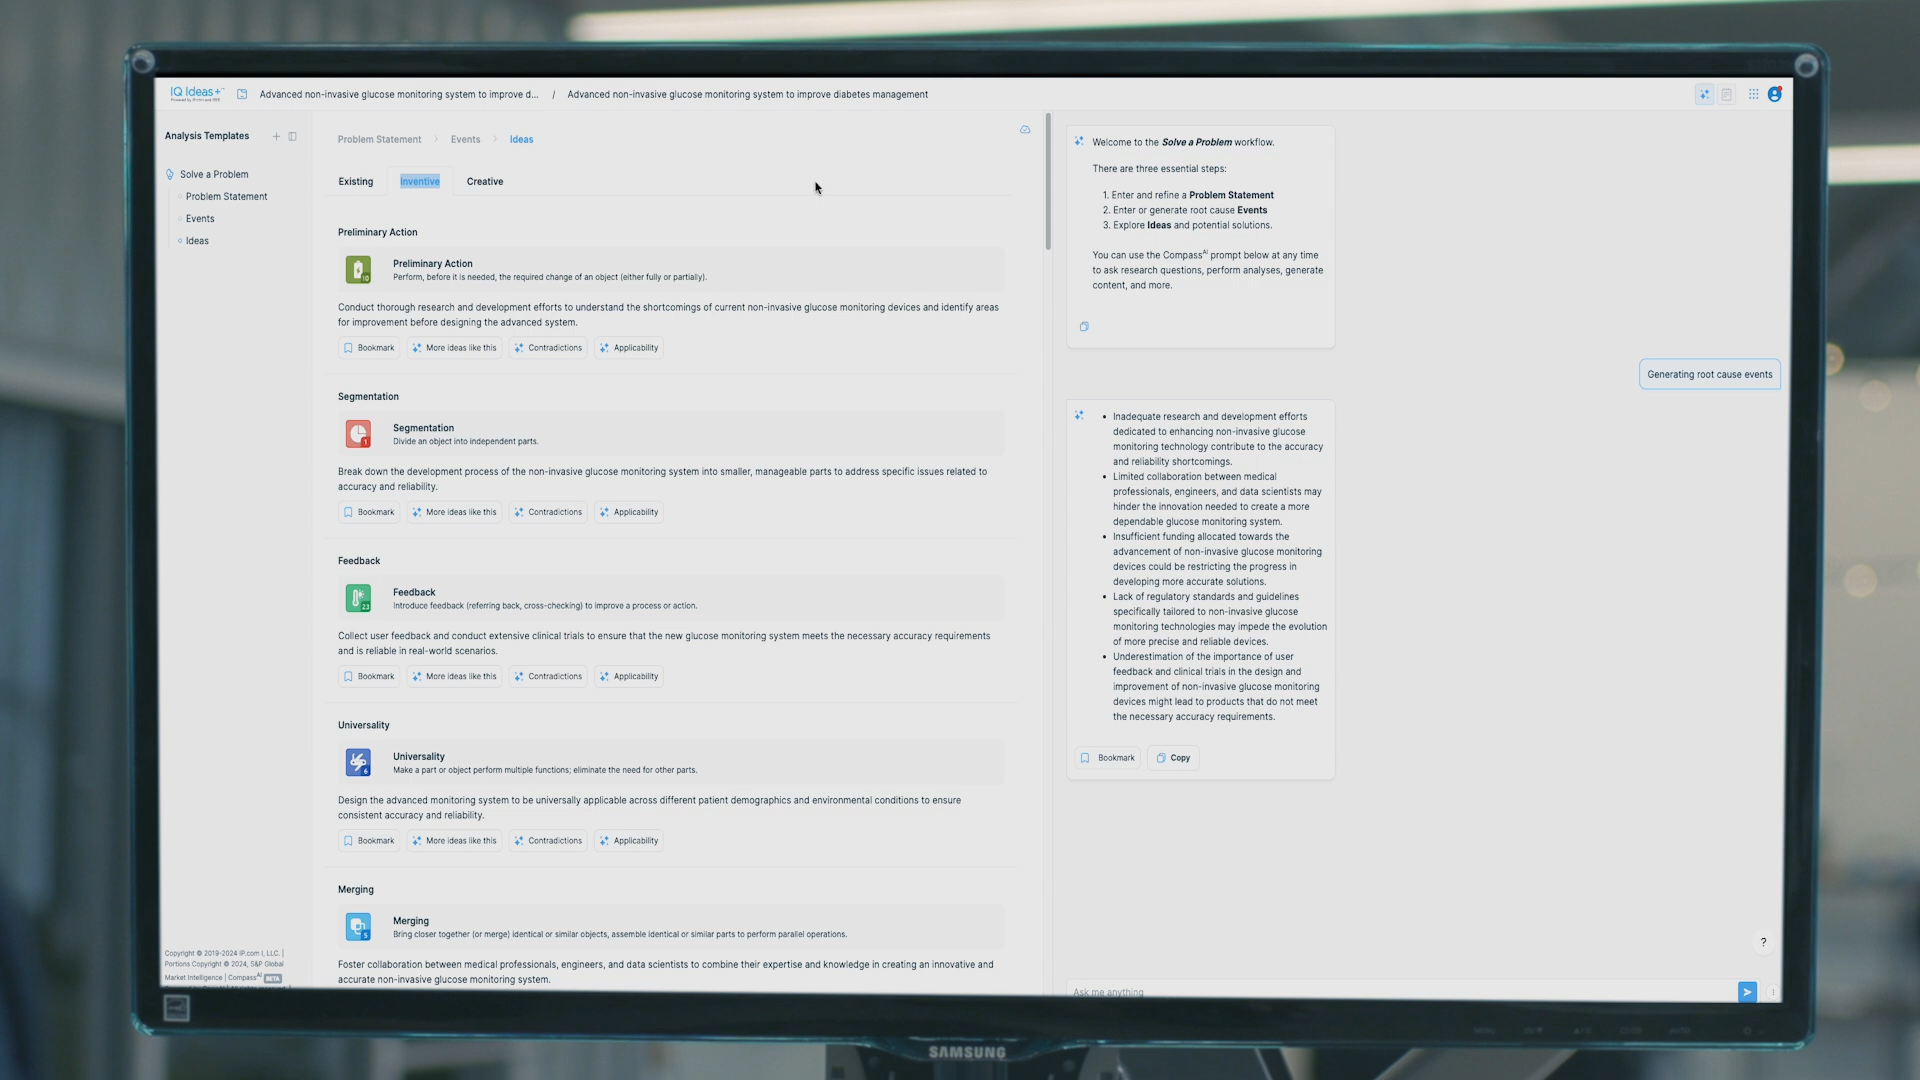 IQ Ideas+
Advanced non-invasive glucose monitoring system to improve d... / Advanced non-invasive glucose monitoring system to improve diabetes management
Analysis Templates
Solve a Problem
Problem Statement
Events
Ideas
Problem Statement > Events > Ideas
Existing Inventive Creative
Preliminary Action
10
Preliminary Action
Perform, before it is needed, the required change of an object (either fully or partially).
Conduct thorough research and development efforts to understand the shortcomings of current non-invasive glucose monitoring devices and identify areas
for improvement before designing the advanced system.
Bookmark More ideas like this Contradictions Applicability
Segmentation
1
Segmentation
Divide an object into independent parts.
Break down the development process of the non-invasive glucose monitoring system into smaller, manageable parts to address specific issues related to
accuracy and reliability.
Bookmark More ideas like this Contradictions Applicability
Feedback
23
Feedback
Introduce feedback (referring back, cross-checking) to improve a process or action.
Collect user feedback and conduct extensive clinical trials to ensure that the new glucose monitoring system meets the necessary accuracy requirements
and is reliable in real-world scenarios.
Bookmark More ideas like this Contradictions Applicability
Universality
6
Universality
Make a part or object perform multiple functions; eliminate the need for other parts.
Design the advanced monitoring system to be universally applicable across different patient demographics and environmental conditions to ensure
consistent accuracy and reliability.
Bookmark More ideas like this Contradictions Applicability
Merging
5
Merging
Bring closer together (or merge) identical or similar objects, assemble identical or similar parts to perform parallel operations.
Foster collaboration between medical professionals, engineers, and data scientists to combine their expertise and knowledge in creating an innovative and
accurate non-invasive glucose monitoring system.
Copyright © 2019-2024 IP.com I, LLC. |
Portions Copyright © 2024, S&P Global
Market Intelligence | Compass AI BETA
Welcome to the Solve a Problem workflow.
There are three essential steps:
1. Enter and refine a Problem Statement
2. Enter or generate root cause Events
3. Explore Ideas and potential solutions.
You can use the Compass AI prompt below at any time
to ask research questions, perform analyses, generate
content, and more.
Generating root cause events
• Inadequate research and development efforts
dedicated to enhancing non-invasive glucose
monitoring technology contribute to the accuracy
and reliability shortcomings.
• Limited collaboration between medical
professionals, engineers, and data scientists may
hinder the innovation needed to create a more
dependable glucose monitoring system.
• Insufficient funding allocated towards the
advancement of non-invasive glucose monitoring
devices could be restricting the progress in
developing more accurate solutions.
• Lack of regulatory standards and guidelines
specifically tailored to non-invasive glucose
monitoring technologies may impede the evolution
of more precise and reliable devices.
• Underestimation of the importance of user
feedback and clinical trials in the design and
improvement of non-invasive glucose monitoring
devices might lead to products that do not meet
the necessary accuracy requirements.
Bookmark Copy
?
Ask me anything
SAMSUNG